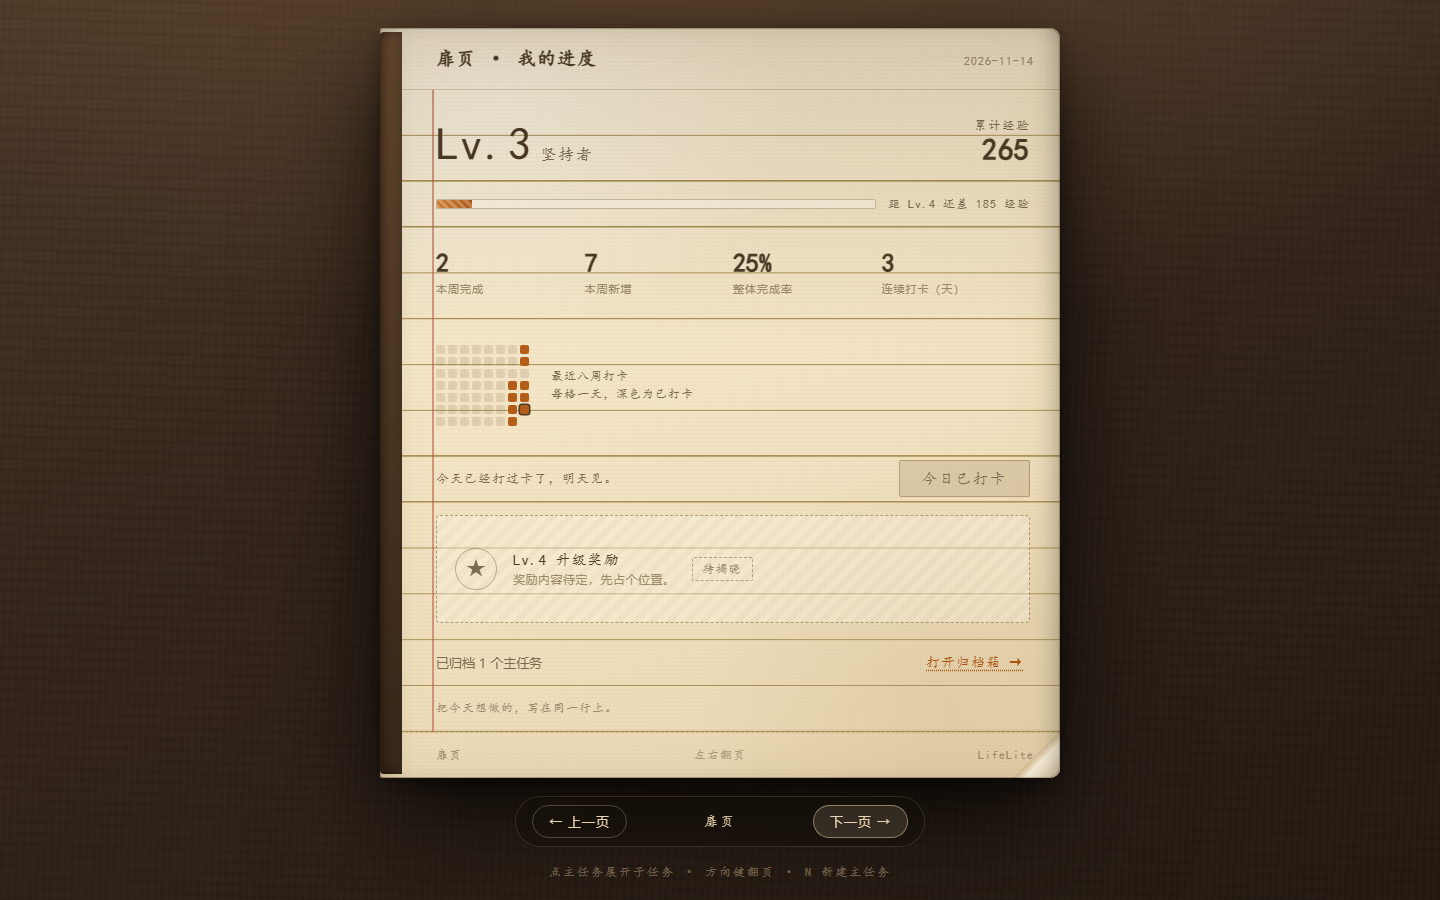 扉页 • 我的进度
2026-11-14
Lv. 3 坚持者
累计经验
265
距 Lv.4 还差 185 经验
2 7 25% 3
本周完成 本周新增 整体完成率 连续打卡（天）
最近八周打卡
每格一天，深色为已打卡
今天已经打过卡了，明天见。
今日已打卡
★ Lv.4 升级奖励
奖励内容待定，先占个位置。
待揭晓
已归档 1 个主任务
打开归档箱 →
把今天想做的，写在同一行上。
扉页 左右翻页 LifeLite
← 上一页 扉页 下一页 →
点主任务展开子任务 • 方向键翻页 • N 新建主任务